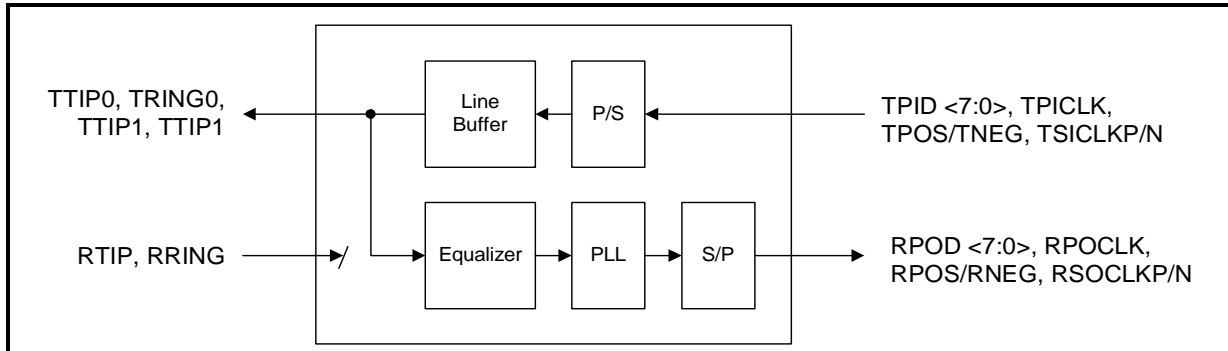 TTIP0, TRING0,
TTIP1, TTIP1
Line
Buffer
P/S
TPID <7:0>, TPICLK,
TPOS/TNEG, TSICLKP/N
RTIP, RRING
Equalizer
PLL
S/P
RPOD <7:0>, RPOCLK,
RPOS/RNEG, RSOCLKP/N